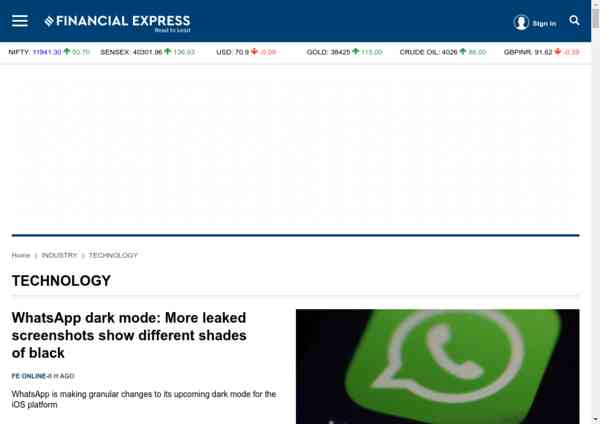 FINANCIAL EXPRESS
Read to Lead
Sign in
NIFTY: 11941.30 50.70 SENSEX: 40301.96 136.93 USD: 70.9 -0.09 GOLD: 38425 115.00 CRUDE OIL: 4026 88.00 GBPINR: 91.62 -0.39
Home | INDUSTRY | TECHNOLOGY
TECHNOLOGY
WhatsApp dark mode: More leaked
screenshots show different shades
of black
FE ONLINE-8 H AGO
WhatsApp is making granular changes to its upcoming dark mode for the
iOS platform